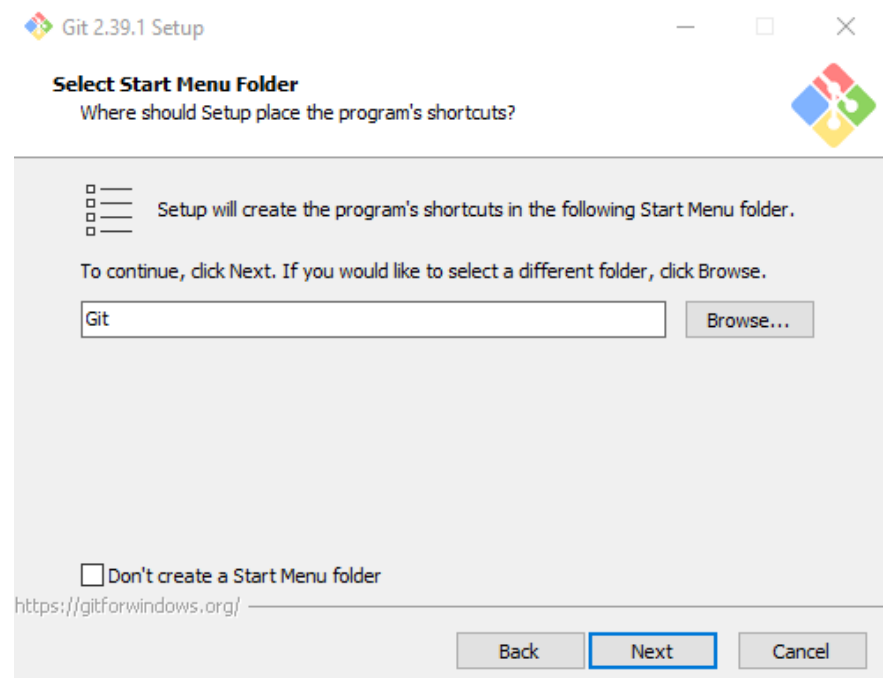 Git 2.39.1 Setup
Select Start Menu Folder
Where should Setup place the program's shortcuts?
Setup will create the program's shortcuts in the following Start Menu folder.
To continue, click Next. If you would like to select a different folder, click Browse.
Git
Browse...
Don't create a Start Menu folder
https://gitforwindows.org/
Back
Next
Cancel